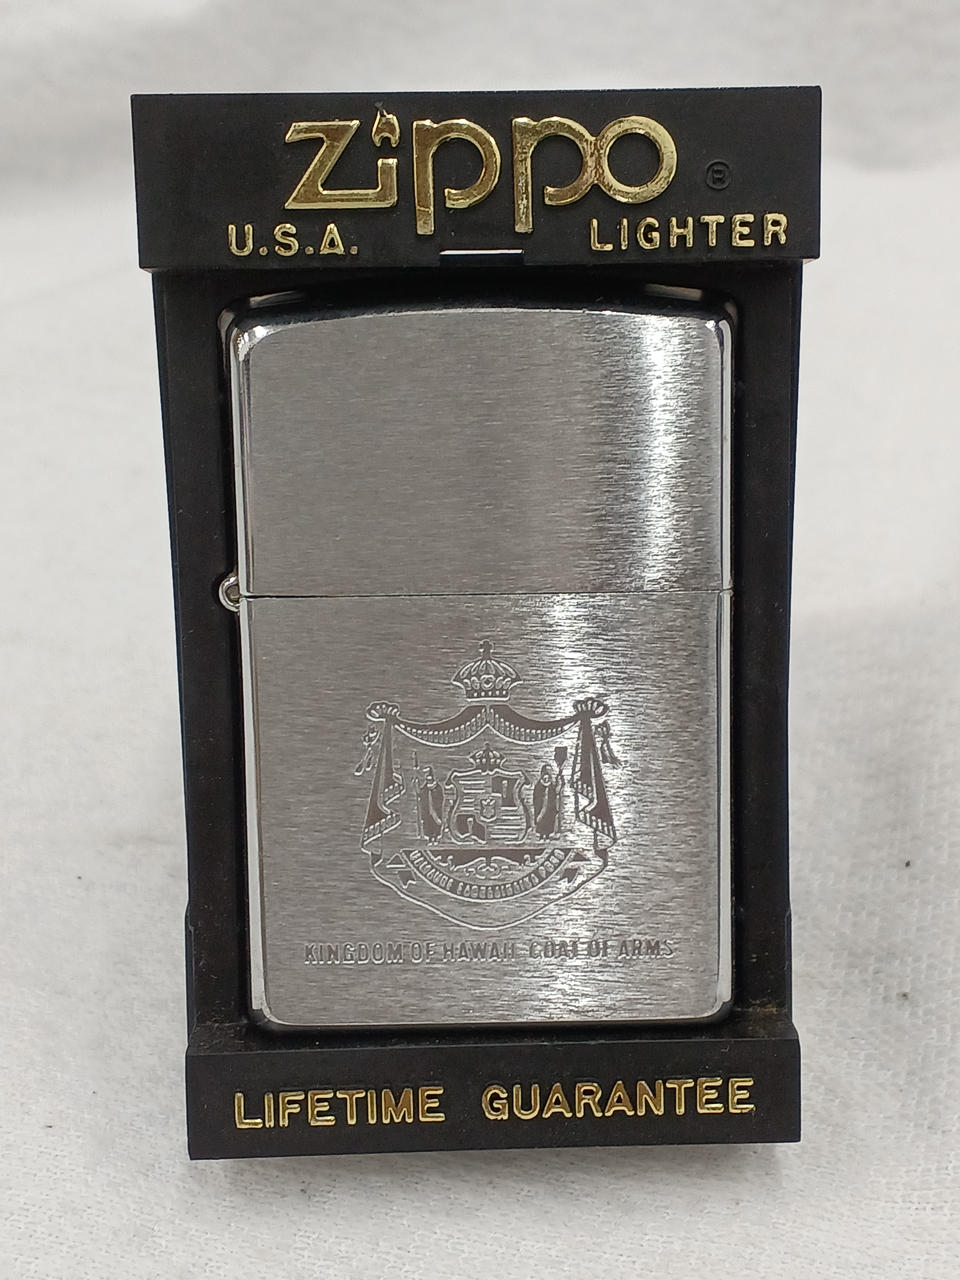 Zippo ®
U.S.A. LIGHTER
KINGDOM OF HAWAII COAT OF ARMS
LIFETIME GUARANTEE